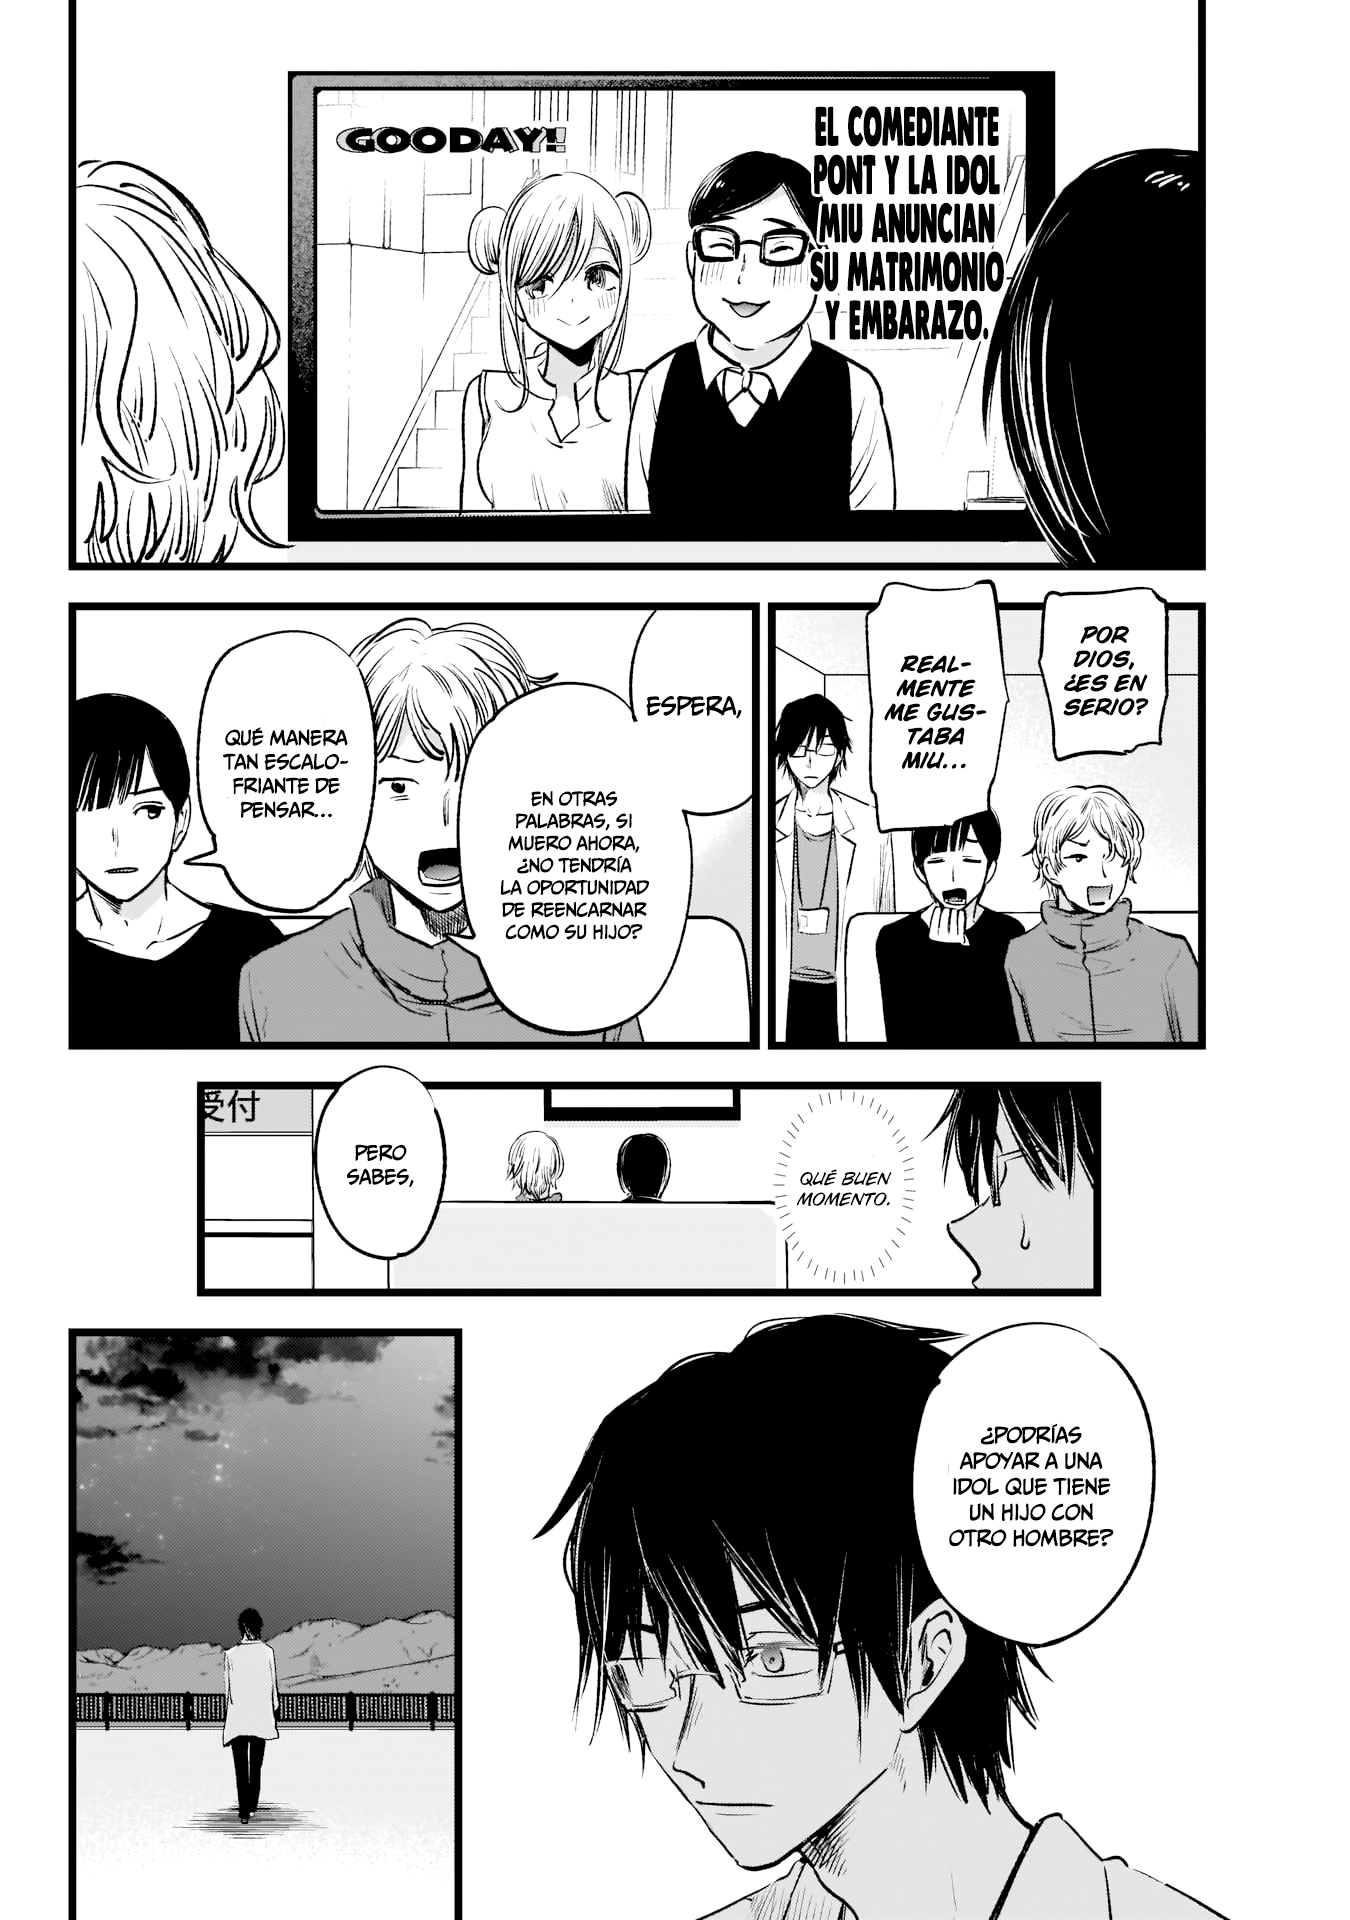 GOODAY!!
EL COMEDIANTE
PONT Y LA IDOL
MIU ANUNCIAN
SU MATRIMONIO
Y EMBARAZO.
POR
DIOS,
¿ES EN
SERIO?
REAL-
MENTE
ME GUS-
TABA
MIU...
ESPERA,
EN OTRAS
PALABRAS, SI
MUERO AHORA,
¿NO TENDRÍA
LA OPORTUNIDAD
DE REENCARNAR
COMO SU HIJO?
QUÉ MANERA
TAN ESCALO-
FRIANTE DE
PENSAR...
QUÉ BUEN
MOMENTO.
PERO
SABES,
受付
¿PODRÍAS
APOYAR A UNA
IDOL QUE TIENE
UN HIJO CON
OTRO HOMBRE?